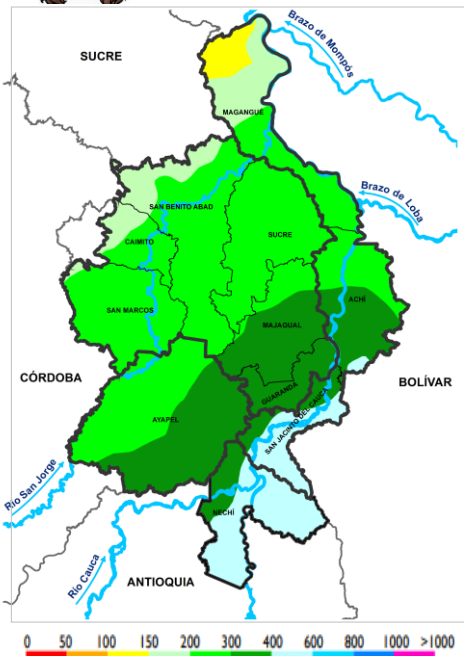 SUCRE
Brazo de Mompós
MAGANGUÉ
Brazo de Loba
SAN BENITO ABAD
SUCRE
CAIMITO
ACHÍ
SAN MARCOS
MAJAGUAL
CÓRDOBA
BOLÍVAR
GUARANDA
AYAPEL
SAN JACINTO DEL CAUCA
Río San Jorge
NECHÍ
Río Cauca
ANTIOQUIA
0 50 100 150 200 300 400 600 800 1000 >1000